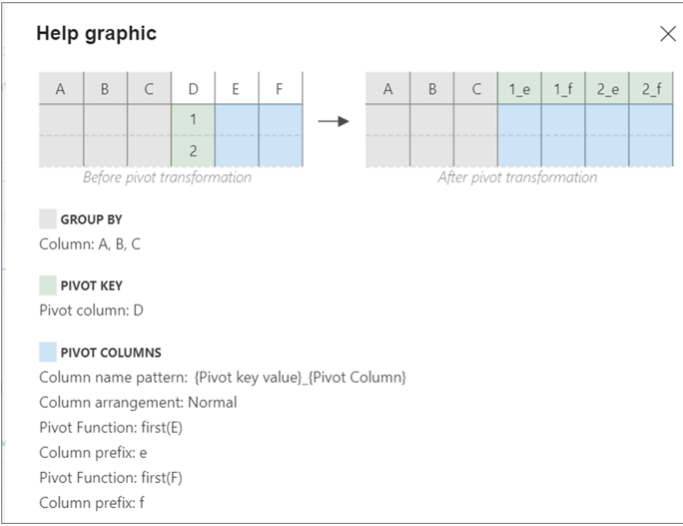 Help graphic
A B C D E F
1
2
Before pivot transformation
A B C 1_e 1_f 2_e 2_f
After pivot transformation
GROUP BY
Column: A, B, C
PIVOT KEY
Pivot column: D
PIVOT COLUMNS
Column name pattern: {Pivot key value}_{Pivot Column}
Column arrangement: Normal
Pivot Function: first(E)
Column prefix: e
Pivot Function: first(F)
Column prefix: f